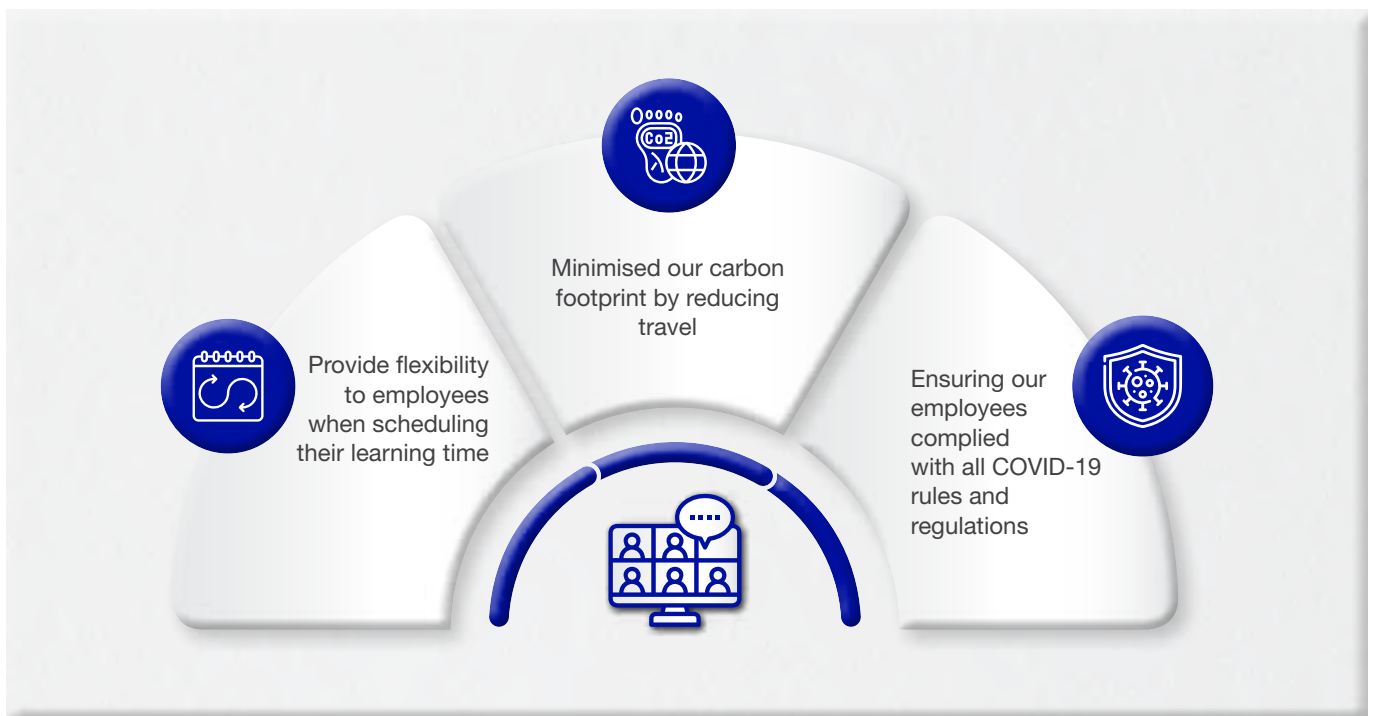 Co2
Minimised our carbon
footprint by reducing
travel
Provide flexibility
to employees
when scheduling
their learning time
Ensuring our
employees
complied
with all COVID-19
rules and
regulations